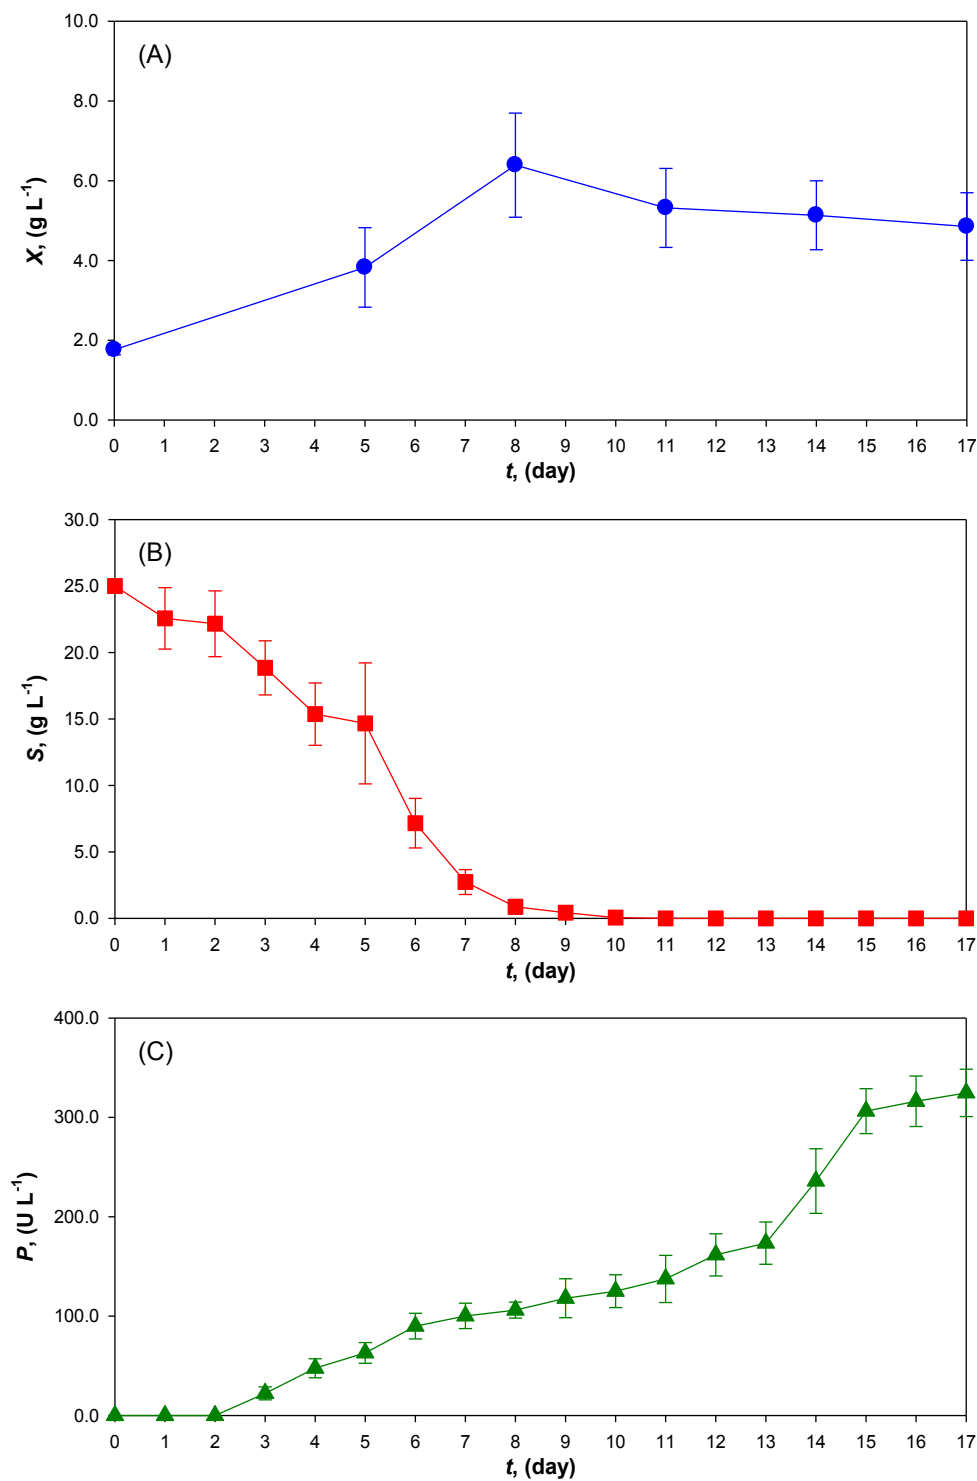 10.0
(A)
8.0
6.0
4.0
2.0
0.0
X, (g L-1)
0 1 2 3 4 5 6 7 8 9 10 11 12 13 14 15 16 17
t, (day)
30.0
(B)
25.0
20.0
15.0
10.0
5.0
0.0
S, (g L-1)
0 1 2 3 4 5 6 7 8 9 10 11 12 13 14 15 16 17
t, (day)
400.0
(C)
300.0
200.0
100.0
0.0
P, (U L-1)
0 1 2 3 4 5 6 7 8 9 10 11 12 13 14 15 16 17
t, (day)